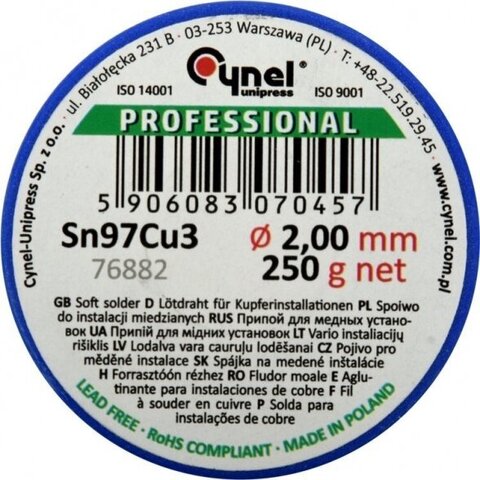 Cynel-Unipress Sp. z o.o. · ul. Białołęcka 231 B · 03-253 Warszawa (PL) · T: +48-22.519.29.45 · www.cynel.com.pl
Cynel®
unipress
ISO 14001
ISO 9001
PROFESSIONAL
5 906083 070457
Sn97Cu3
Ø 2,00 mm
76882
250 g net
GB Soft solder D Lötdraht für Kupferinstallationen PL Spoiwo
do instalacji miedzianych RUS Припой для медных устано-
вок UA Припій для мідних установок LT Vario instaliacijų
rišiklis LV Lodalva vara cauruļu lodēšanai CZ Pojivo pro
měděné instalace SK Spájka na medené inštalácie
H Forrasztóón rézhez RO Fludor moale E Aglu-
tinante para instalaciones de cobre F Fil
à souder en cuivre P Solda para
instalações de cobre
LEAD FREE · RoHS COMPLIANT · MADE IN POLAND